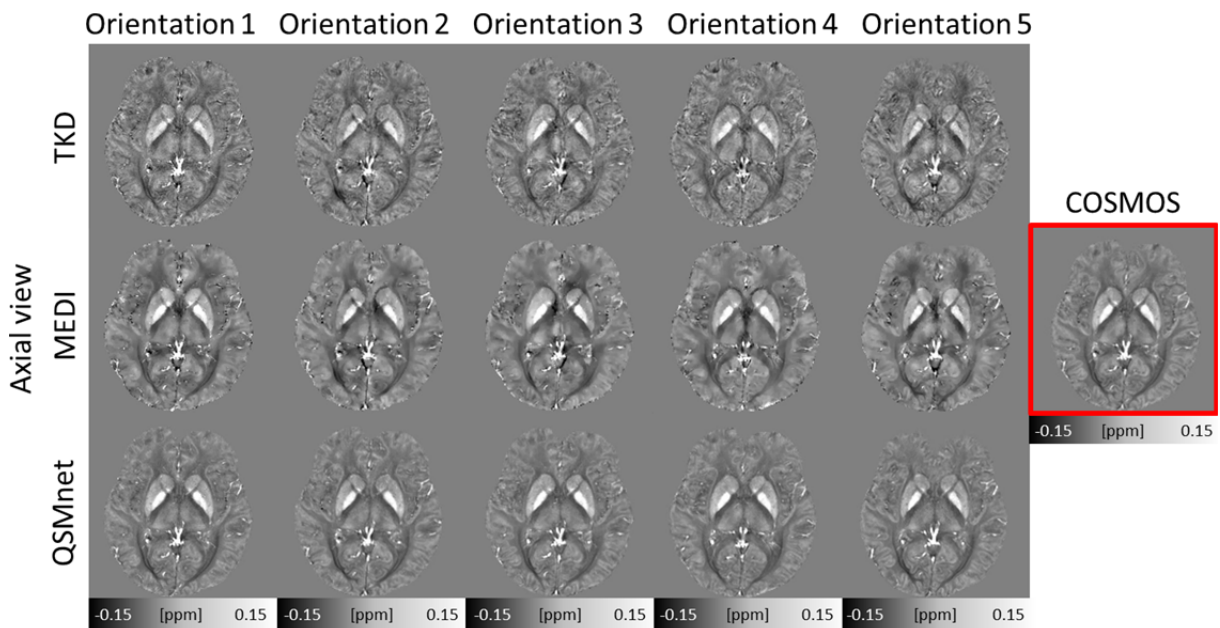 Orientation 1 Orientation 2 Orientation 3 Orientation 4 Orientation 5
TKD
COSMOS
Axial view
MEDI
-0.15 [ppm] 0.15
QSMnet
-0.15 [ppm] 0.15 -0.15 [ppm] 0.15 -0.15 [ppm] 0.15 -0.15 [ppm] 0.15 -0.15 [ppm] 0.15